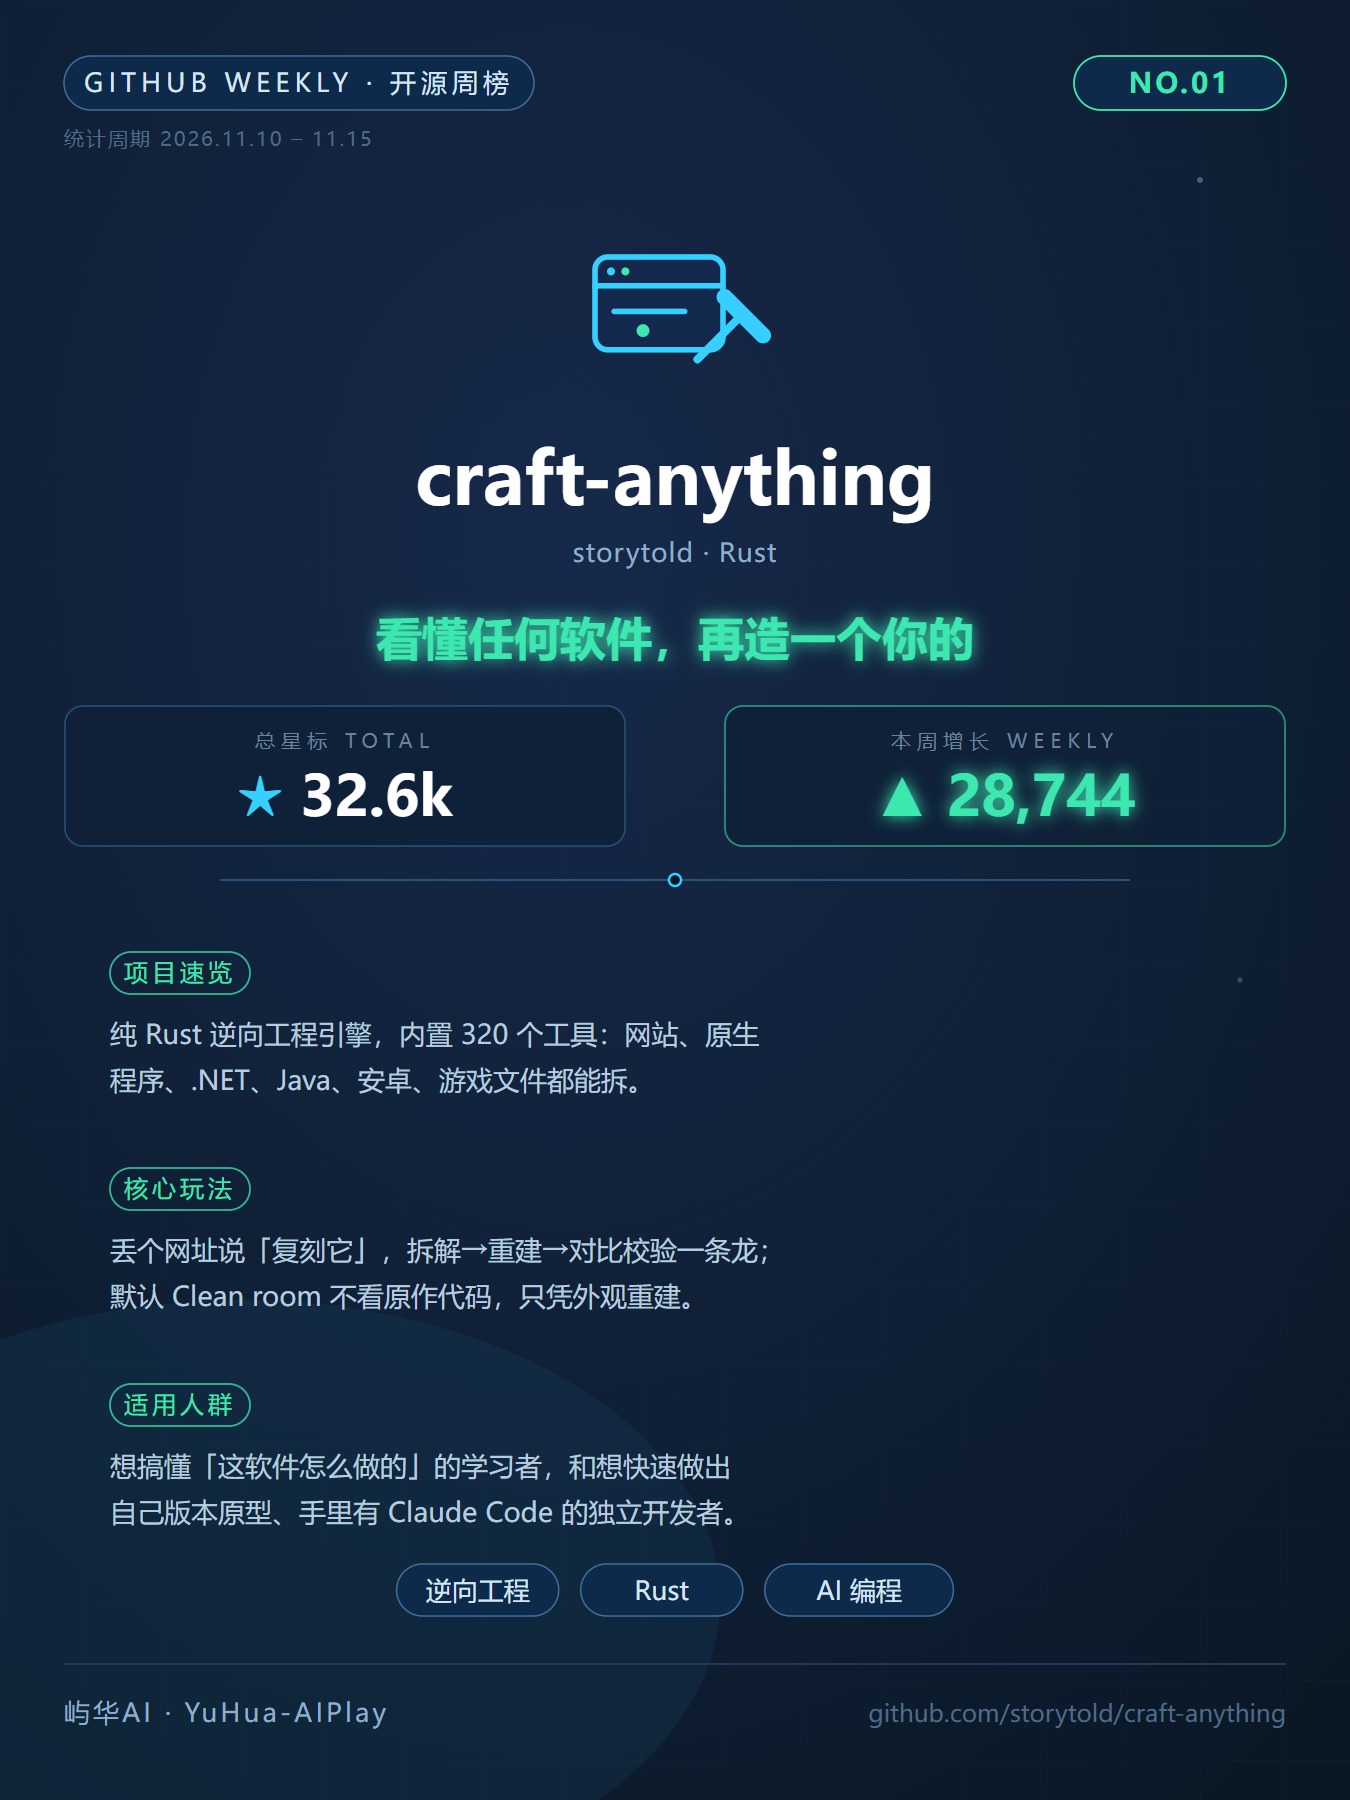 GITHUB WEEKLY · 开源周榜
NO.01
统计周期 2026.11.10 – 11.15
craft-anything
storytold · Rust
看懂任何软件，再造一个你的
总星标 TOTAL
★ 32.6k
本周增长 WEEKLY
▲ 28,744
项目速览
纯 Rust 逆向工程引擎，内置 320 个工具：网站、原生
程序、.NET、Java、安卓、游戏文件都能拆。
核心玩法
丢个网址说「复刻它」，拆解→重建→对比校验一条龙；
默认 Clean room 不看原作代码，只凭外观重建。
适用人群
想搞懂「这软件怎么做的」的学习者，和想快速做出
自己版本原型、手里有 Claude Code 的独立开发者。
逆向工程
Rust
AI 编程
屿华AI · YuHua-AIPlay
github.com/storytold/craft-anything